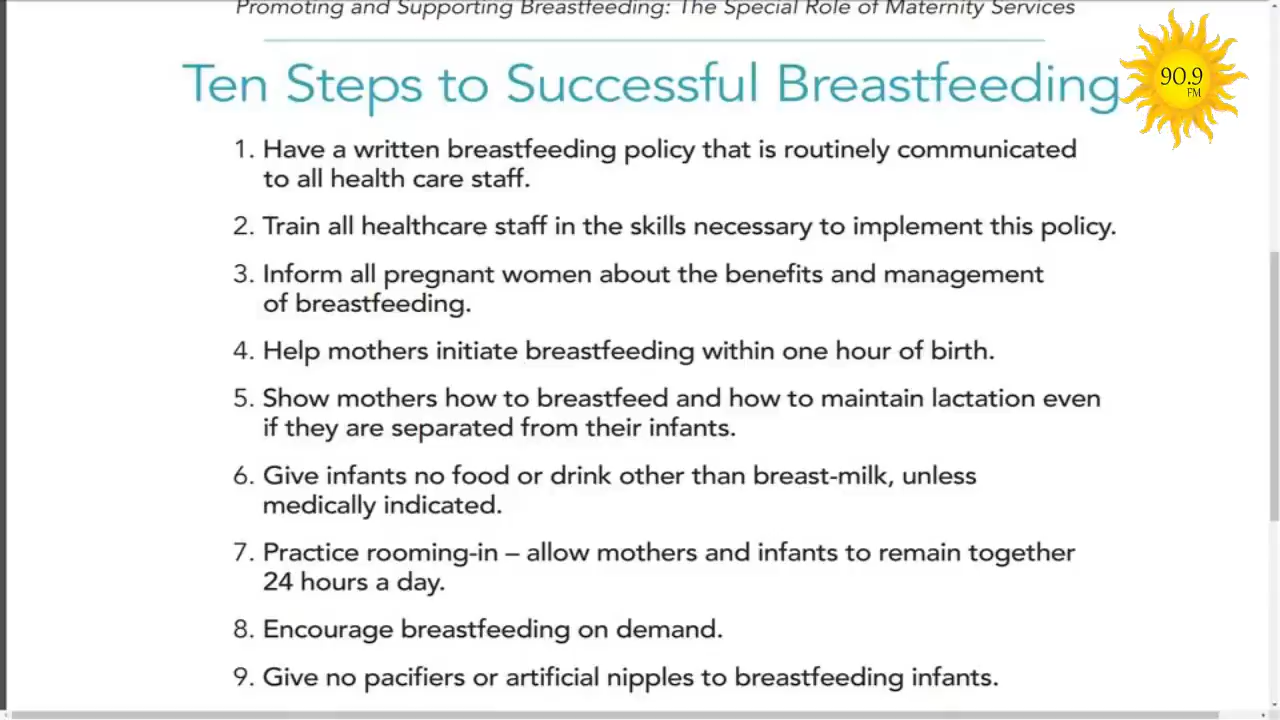 Promoting and Supporting Breastfeeding: The Special Role of Maternity Services
Ten Steps to Successful Breastfeeding
90.9
FM
1. Have a written breastfeeding policy that is routinely communicated
to all health care staff.
2. Train all healthcare staff in the skills necessary to implement this policy.
3. Inform all pregnant women about the benefits and management
of breastfeeding.
4. Help mothers initiate breastfeeding within one hour of birth.
5. Show mothers how to breastfeed and how to maintain lactation even
if they are separated from their infants.
6. Give infants no food or drink other than breast-milk, unless
medically indicated.
7. Practice rooming-in – allow mothers and infants to remain together
24 hours a day.
8. Encourage breastfeeding on demand.
9. Give no pacifiers or artificial nipples to breastfeeding infants.